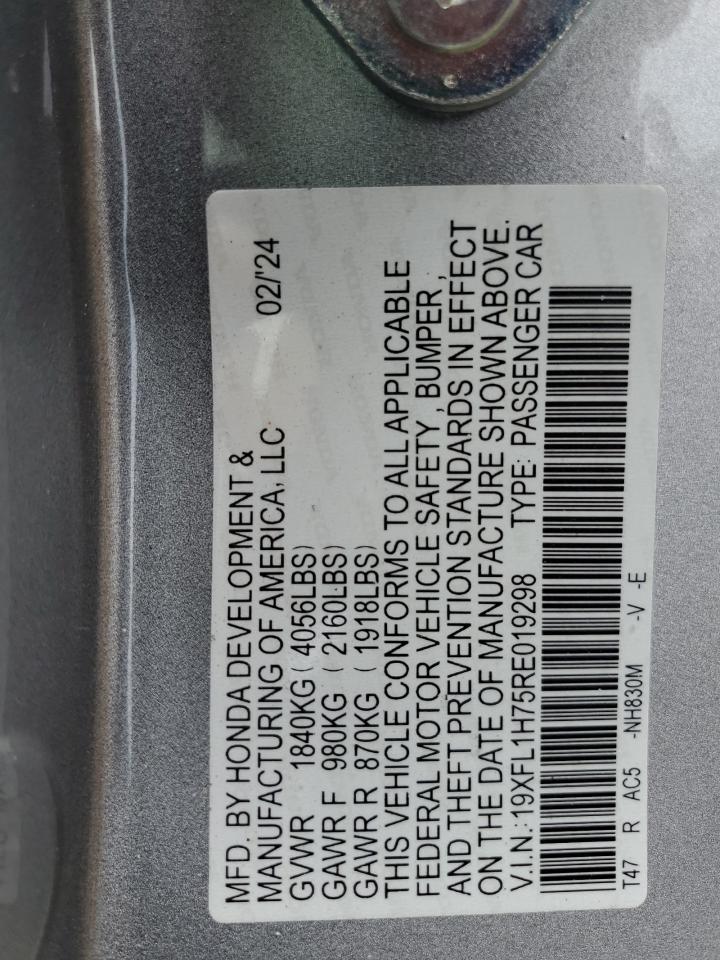 MFD. BY HONDA DEVELOPMENT &
MANUFACTURING OF AMERICA, LLC 02/'24
GVWR 1840KG (4056LBS)
GAWR F 980KG (2160LBS)
GAWR R 870KG (1918LBS)
THIS VEHICLE CONFORMS TO ALL APPLICABLE
FEDERAL MOTOR VEHICLE SAFETY, BUMPER,
AND THEFT PREVENTION STANDARDS IN EFFECT
ON THE DATE OF MANUFACTURE SHOWN ABOVE.
V.I.N.: 19XFL1H75RE019298 TYPE: PASSENGER CAR
T47 R AC5 -NH830M -V -E